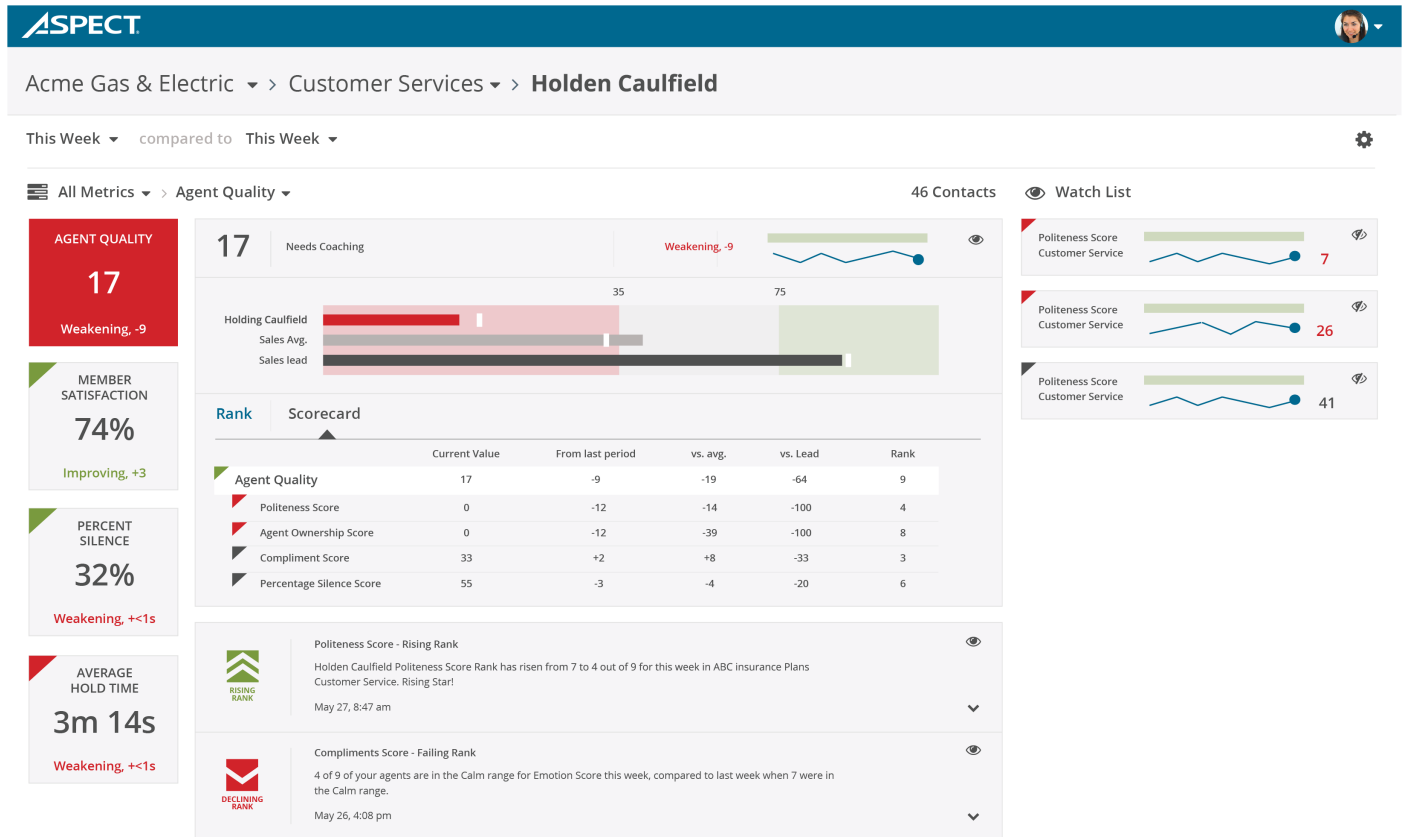 ASPECT
Acme Gas & Electric > Customer Services > Holden Caulfield
This Week compared to This Week
All Metrics > Agent Quality
46 Contacts
Watch List
AGENT QUALITY
17
Weakening, -9
MEMBER
SATISFACTION
74%
Improving, +3
PERCENT
SILENCE
32%
Weakening, +<1s
AVERAGE
HOLD TIME
3m 14s
Weakening, +<1s
17 Needs Coaching Weakening, -9
35 75
Holding Caulfield
Sales Avg.
Sales lead
Rank Scorecard
Current Value From last period vs. avg. vs. Lead Rank
Agent Quality 17 -9 -19 -64 9
Politeness Score 0 -12 -14 -100 4
Agent Ownership Score 0 -12 -39 -100 8
Compliment Score 33 +2 +8 -33 3
Percentage Silence Score 55 -3 -4 -20 6
RISING
RANK
Politeness Score - Rising Rank
Holden Caulfield Politeness Score Rank has risen from 7 to 4 out of 9 for this week in ABC insurance Plans
Customer Service. Rising Star!
May 27, 8:47 am
DECLINING
RANK
Compliments Score - Failing Rank
4 of 9 of your agents are in the Calm range for Emotion Score this week, compared to last week when 7 were in
the Calm range.
May 26, 4:08 pm
Politeness Score
Customer Service
7
Politeness Score
Customer Service
26
Politeness Score
Customer Service
41